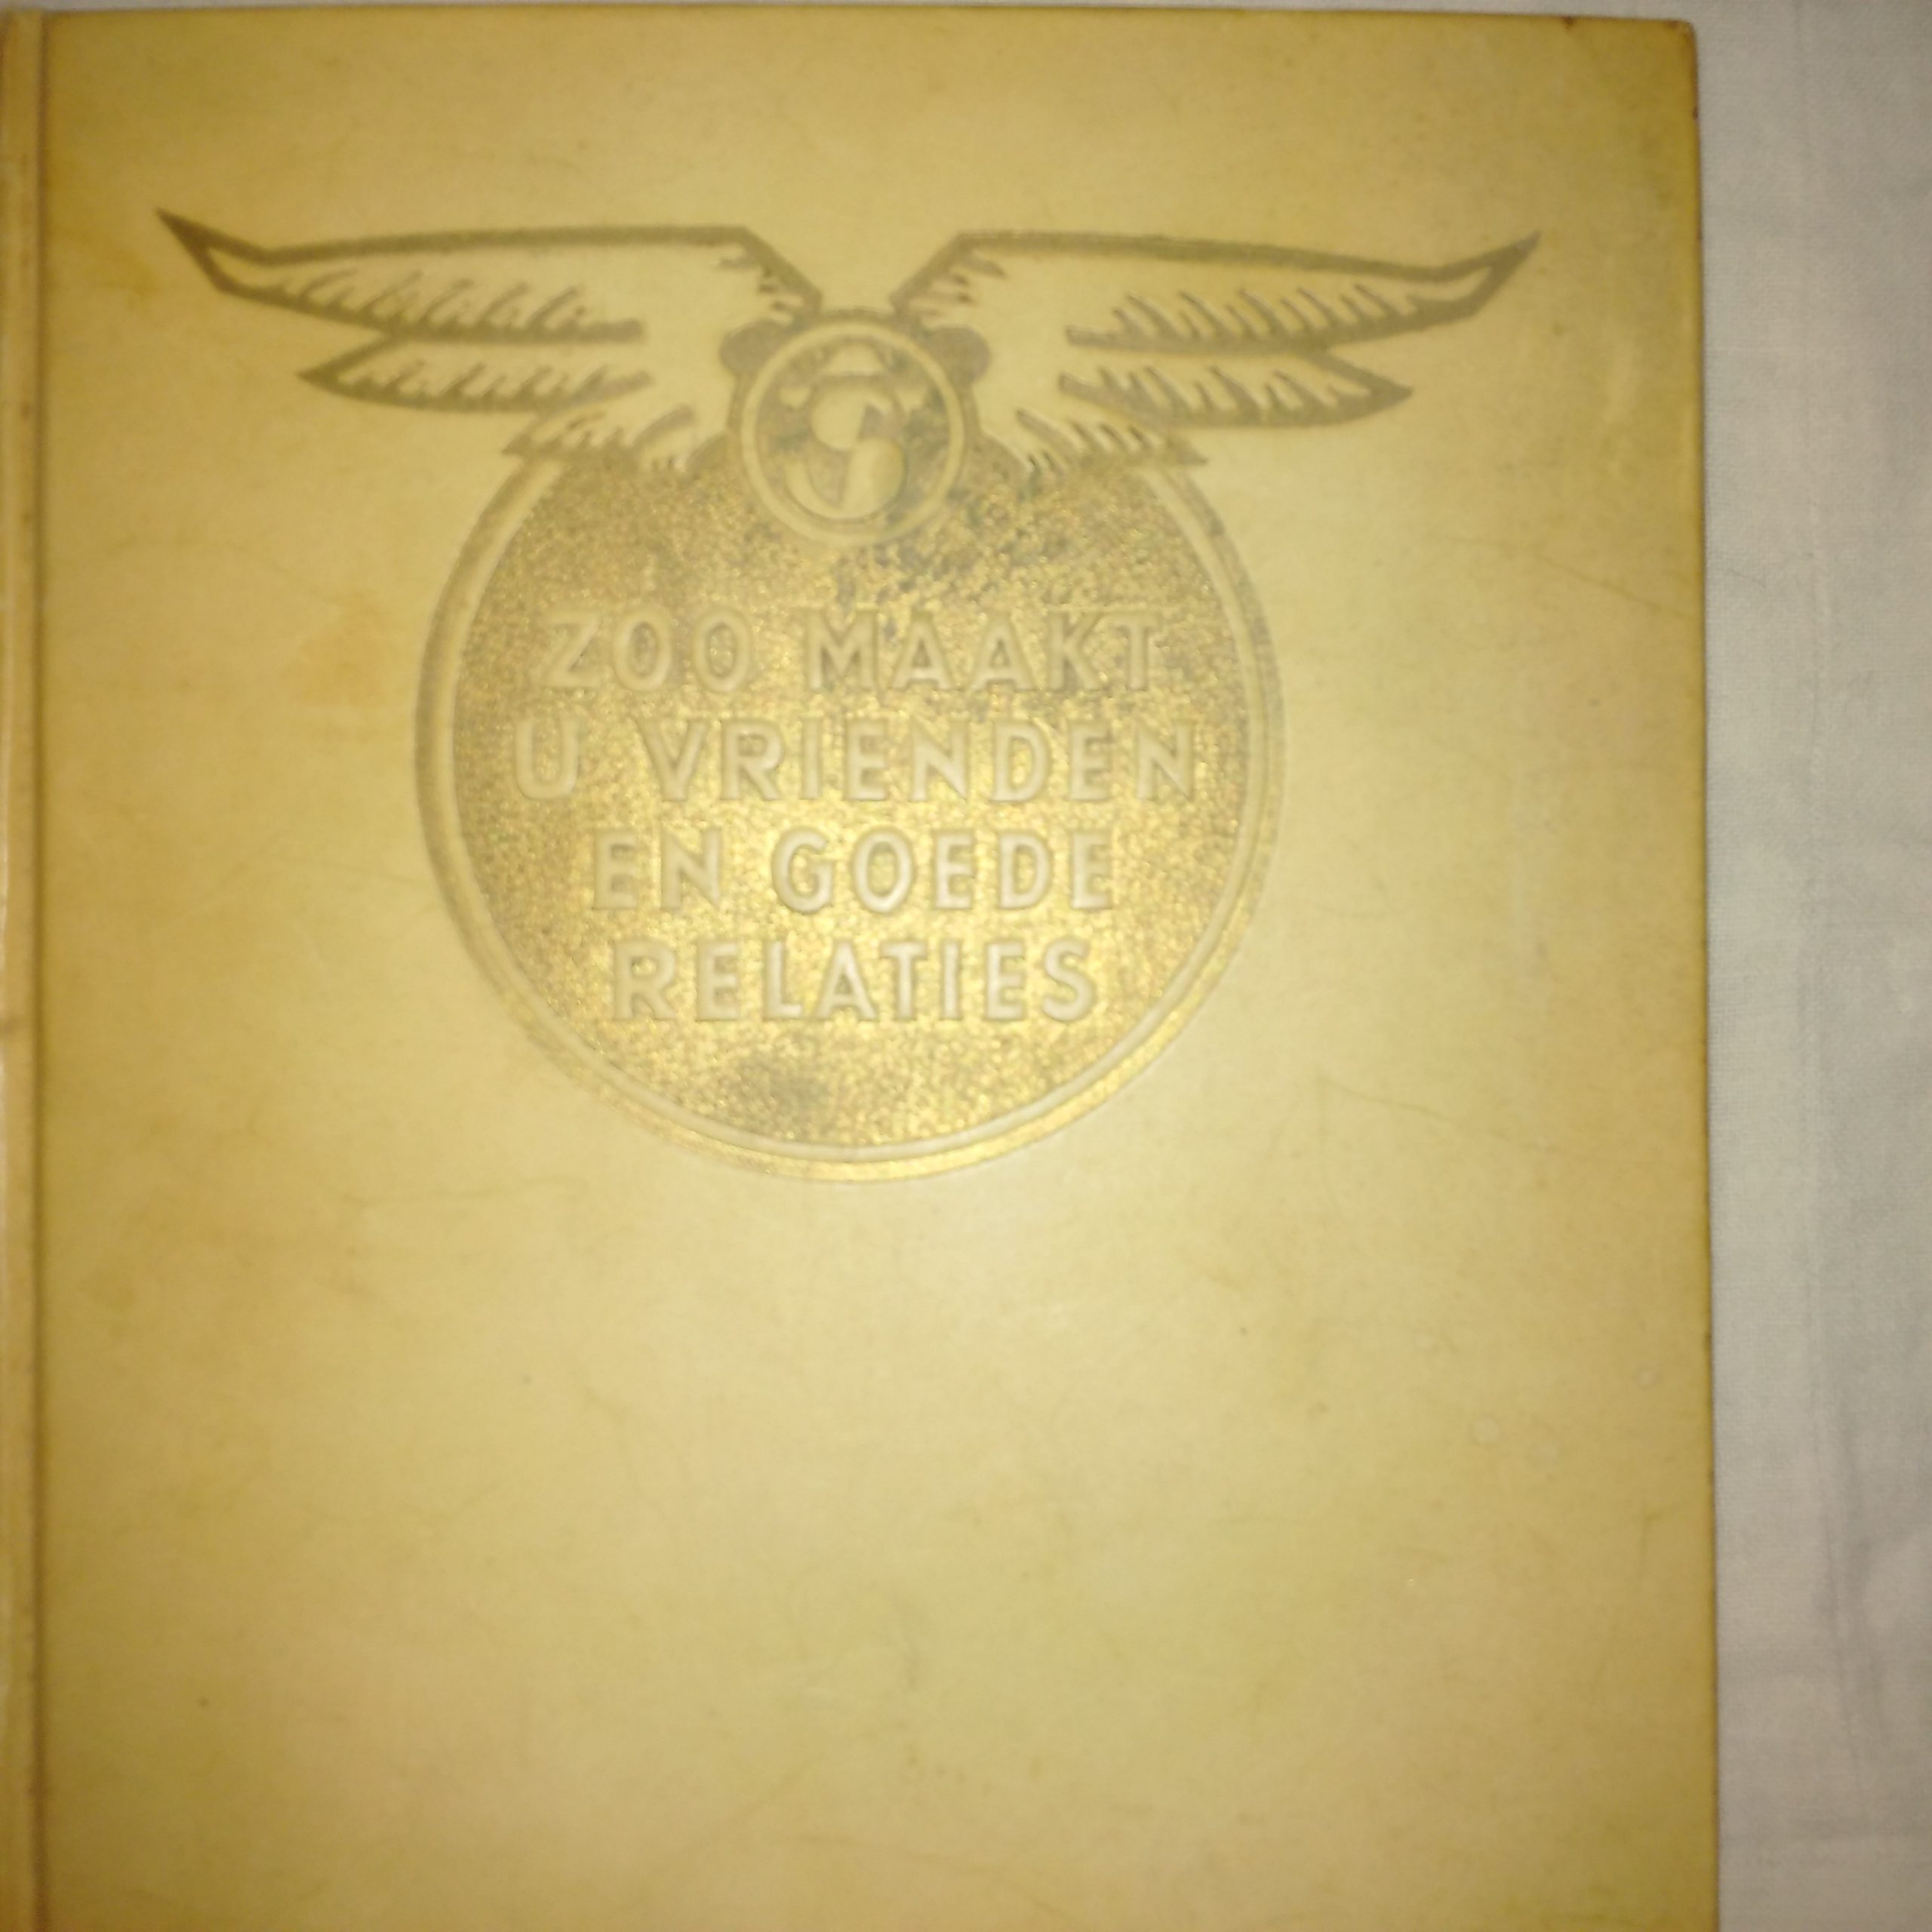 ZOO MAAKT
U VRIENDEN
EN GOEDE
RELATIES